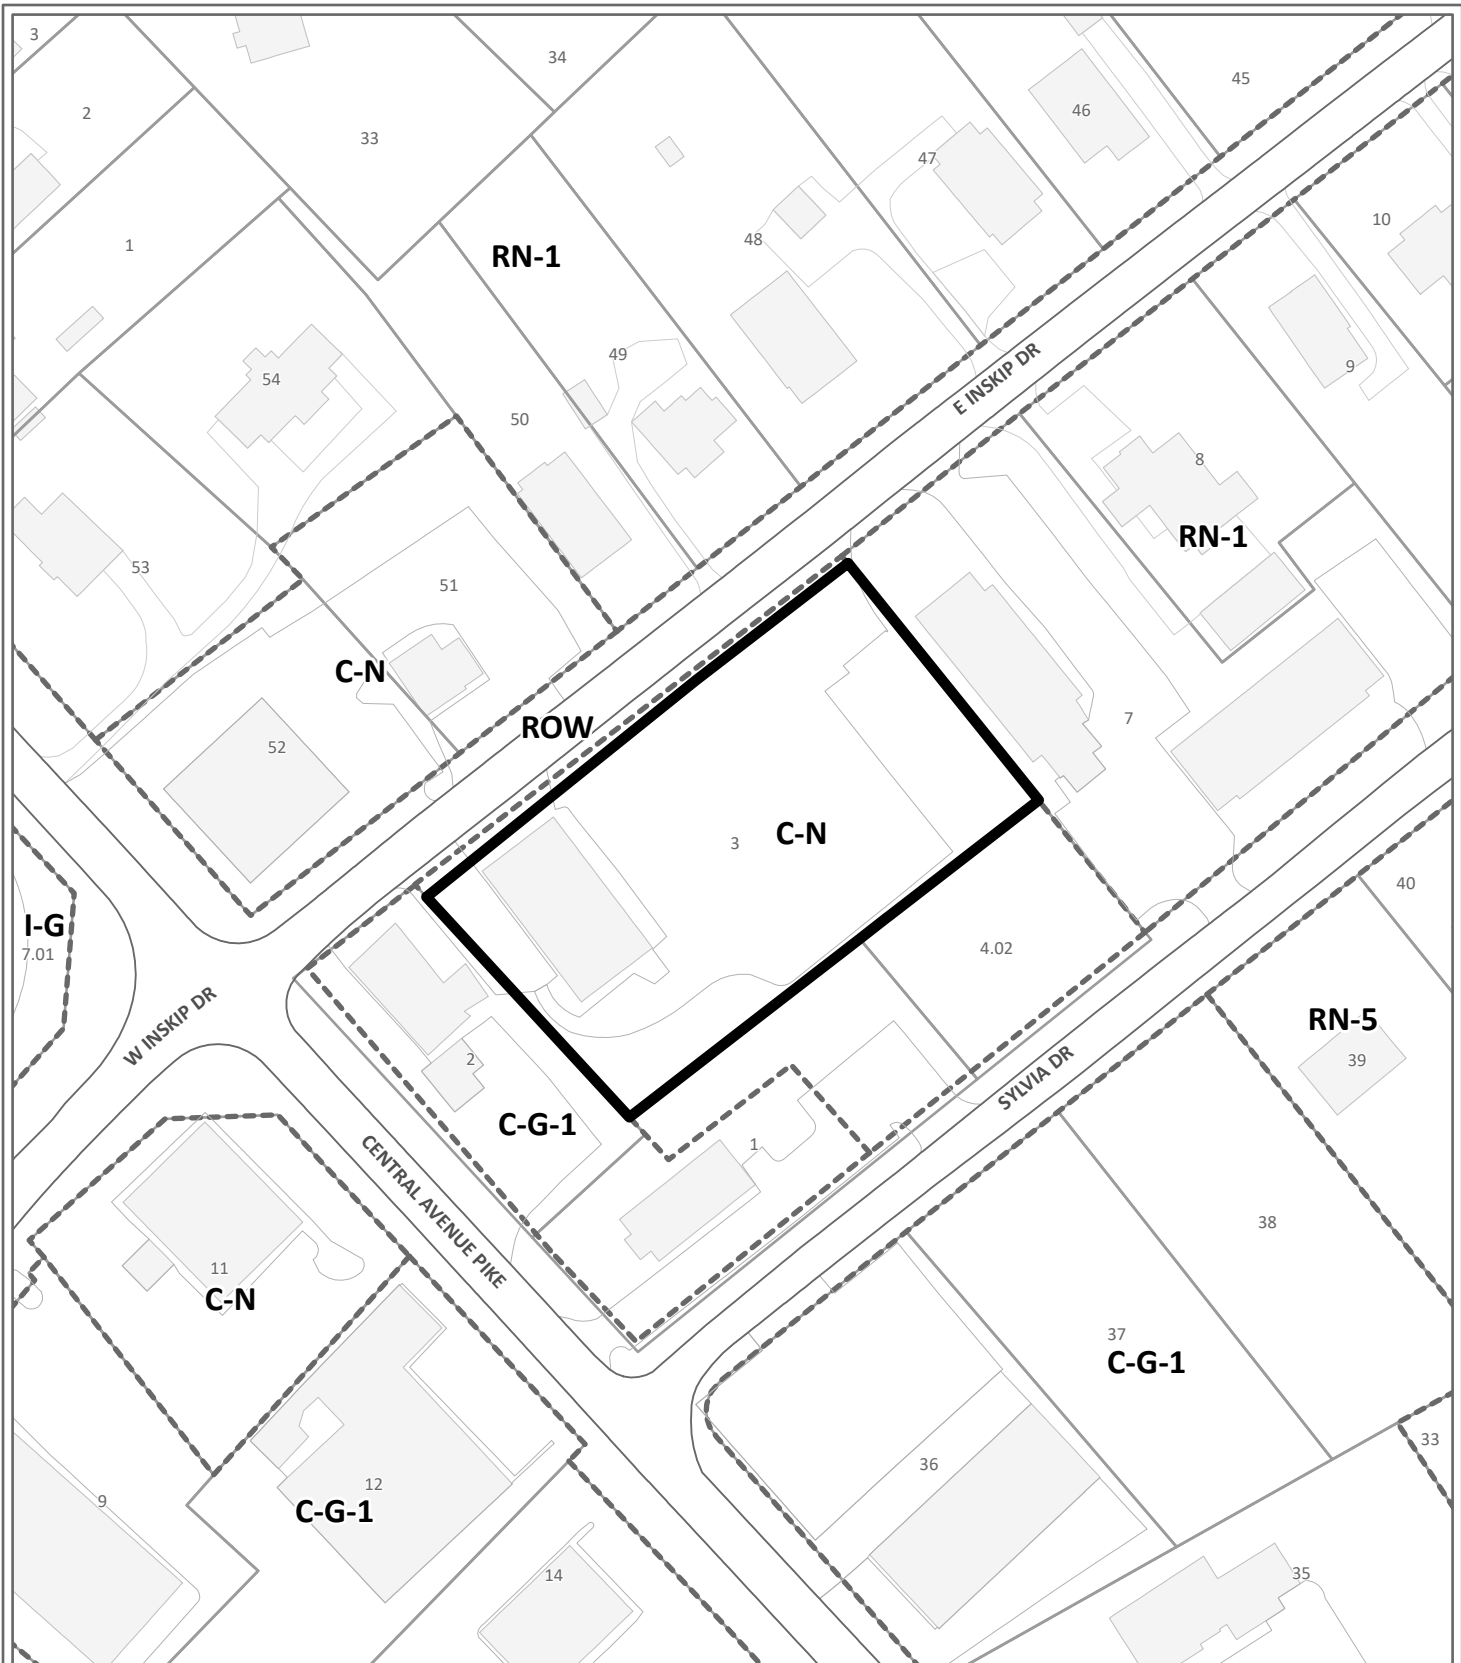 3
34
45
2
46
33
47
10
1
48
RN-1
49
E INSKIP DR
9
54
50
8
RN-1
53
51
C-N
ROW
7
52
C-N
3
40
I-G
7.01
4.02
W INSKIP DR
RN-5
2
39
SYLVIA DR
C-G-1
1
CENTRAL AVENUE PIKE
38
11
C-N
37
C-G-1
33
36
12
9
C-G-1
14
35